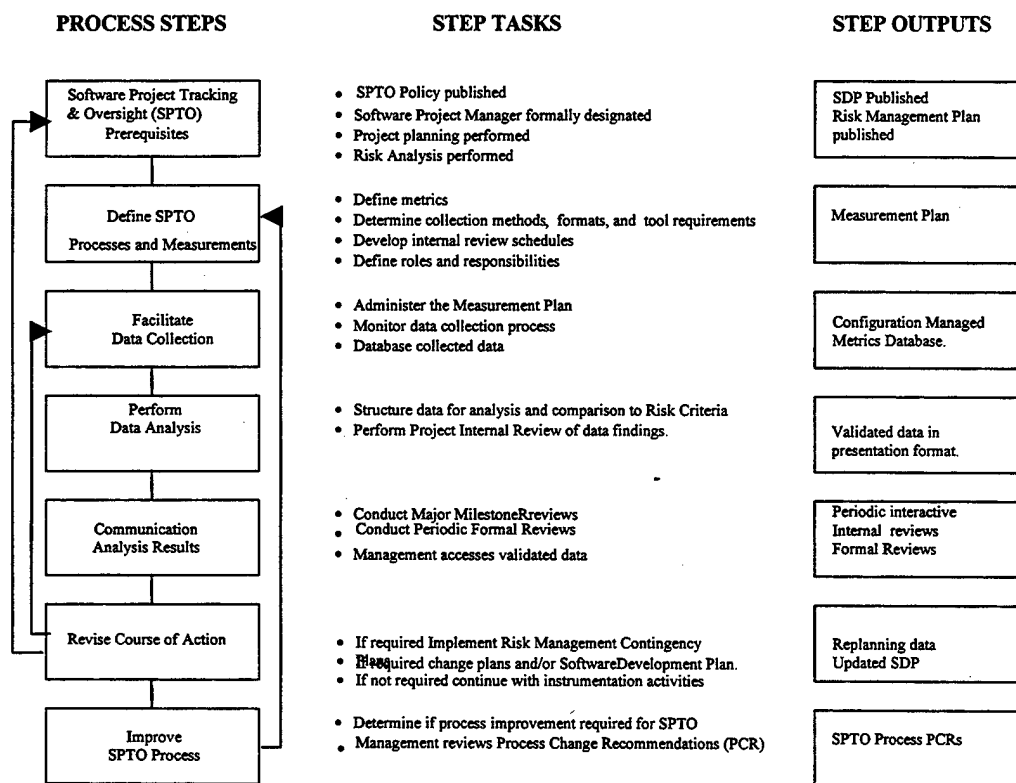 PROCESS STEPS
STEP TASKS
STEP OUTPUTS
Software Project Tracking
& Oversight (SPTO)
Prerequisites
• SPTO Policy published
• Software Project Manager formally designated
• Project planning performed
• Risk Analysis performed
SDP Published
Risk Management Plan
published
Define SPTO
Processes and Measurements
• Define metrics
• Determine collection methods, formats, and tool requirements
• Develop internal review schedules
• Define roles and responsibilities
Measurement Plan
Facilitate
Data Collection
• Administer the Measurement Plan
• Monitor data collection process
• Database collected data
Configuration Managed
Metrics Database.
Perform
Data Analysis
• Structure data for analysis and comparison to Risk Criteria
• Perform Project Internal Review of data findings.
Validated data in
presentation format.
Communication
Analysis Results
• Conduct Major MilestoneRreviews
• Conduct Periodic Formal Reviews
• Management accesses validated data
Periodic interactive
Internal reviews
Formal Reviews
Revise Course of Action
• If required Implement Risk Management Contingency
Plans
• If required change plans and/or SoftwareDevelopment Plan.
• If not required continue with instrumentation activities
Replanning data
Updated SDP
Improve
SPTO Process
• Determine if process improvement required for SPTO
• Management reviews Process Change Recommendations (PCR)
SPTO Process PCRs